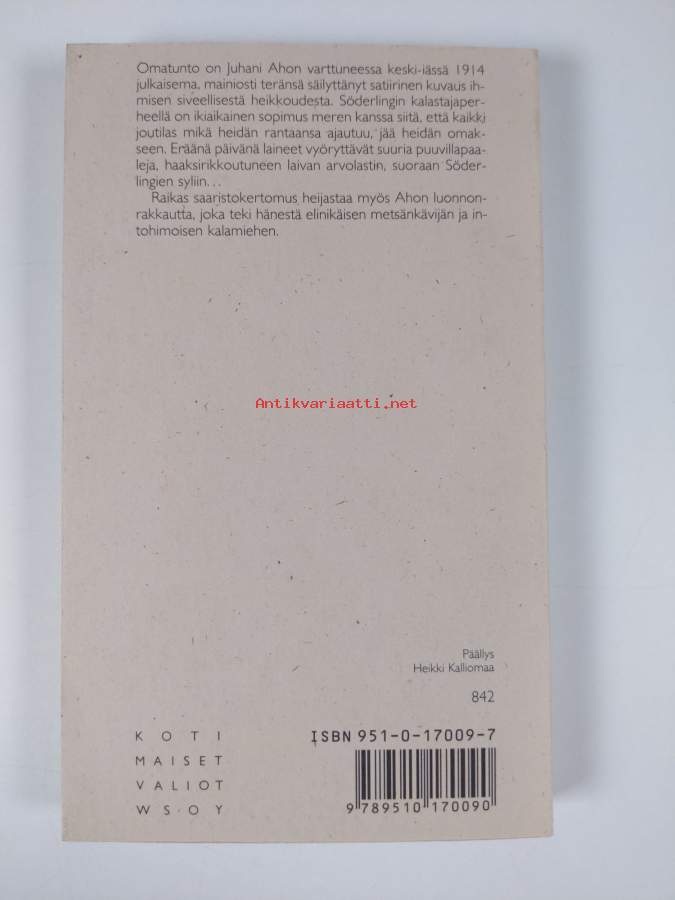 Omatunto on Juhani Ahon varttuneessa keski-iässä 1914
julkaisema, mainiosti teränsä säilyttänyt satiirinen kuvaus ih-
misen siveellisestä heikkoudesta. Söderlingin kalastajaper-
heellä on ikiaikainen sopimus meren kanssa siitä, että kaikki
joutilas mikä heidän rantaansa ajautuu, jää heidän omak-
seen. Eräänä päivänä laineet vyöryttävät suuria puuvillapaa-
leja, haaksirikkoutuneen laivan arvolastin, suoraan Söder-
lingien syliin...
Raikas saaristokertomus heijastaa myös Ahon luonnon-
rakkautta, joka teki hänestä elinikäisen metsänkävijän ja in-
tohimoisen kalamiehen.
Antikvariaatti.net
Päällys
Heikki Kalliomaa
842
KOTI
MAISET
VALIOT
WSOY
ISBN 951-0-17009-7
9 789510 170090